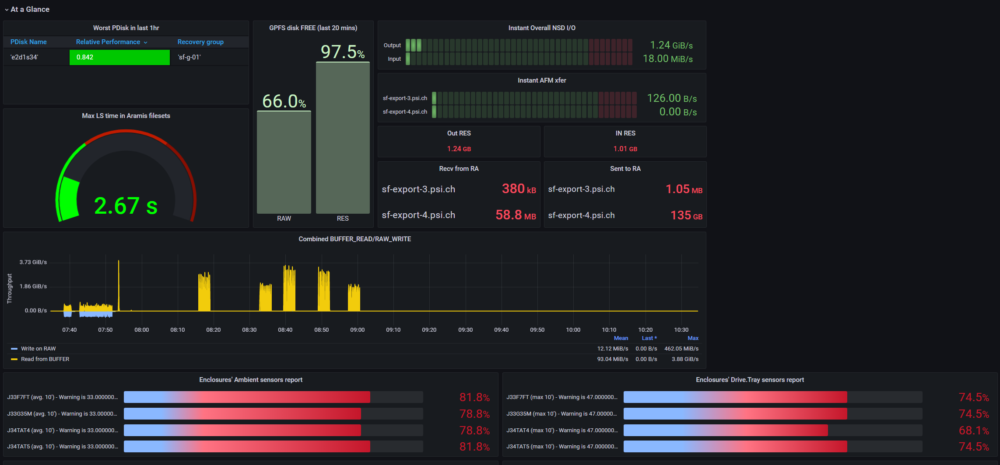 At a Glance
Worst PDisk in last 1hr
PDisk Name Relative Performance Recovery group
'e2d1s34' 0.842 'sf-g-01'
Max LS time in Aramis filesets
2.67 s
GPFS disk FREE (last 20 mins)
66.0%
97.5%
RAW RES
Instant Overall NSD I/O
Output 1.24 GiB/s
Input 18.00 MiB/s
Instant AFM xfer
sf-export-3.psi.ch 126.00 B/s
sf-export-4.psi.ch 0.00 B/s
Out RES
1.24 GB
IN RES
1.01 GB
Recv from RA
sf-export-3.psi.ch 380 kB
sf-export-4.psi.ch 58.8 MB
Sent to RA
sf-export-3.psi.ch 1.05 MB
sf-export-4.psi.ch 135 GB
Combined BUFFER_READ/RAW_WRITE
Throughput
3.73 GiB/s
1.86 GiB/s
0.00 B/s
07:40 07:50 08:00 08:10 08:20 08:30 08:40 08:50 09:00 09:10 09:20 09:30 09:40 09:50 10:00 10:10 10:20 10:30
Mean Last * Max
Write on RAW 12.12 MiB/s 0.00 B/s 462.05 MiB/s
Read from BUFFER 93.04 MiB/s 0.00 B/s 3.88 GiB/s
Enclosures' Ambient sensors report
J33F7FT (avg. 10') - Warning is 33.000000... 81.8%
J33G35M (avg. 10') - Warning is 33.00000... 78.8%
J34TAT4 (avg. 10') - Warning is 33.000000... 78.8%
J34TAT5 (avg. 10') - Warning is 33.000000... 81.8%
Enclosures' Drive.Tray sensors report
J33F7FT (max 10') - Warning is 47.000000... 74.5%
J33G35M (max 10') - Warning is 47.00000... 74.5%
J34TAT4 (max 10') - Warning is 47.000000... 68.1%
J34TAT5 (max 10') - Warning is 47.000000... 74.5%